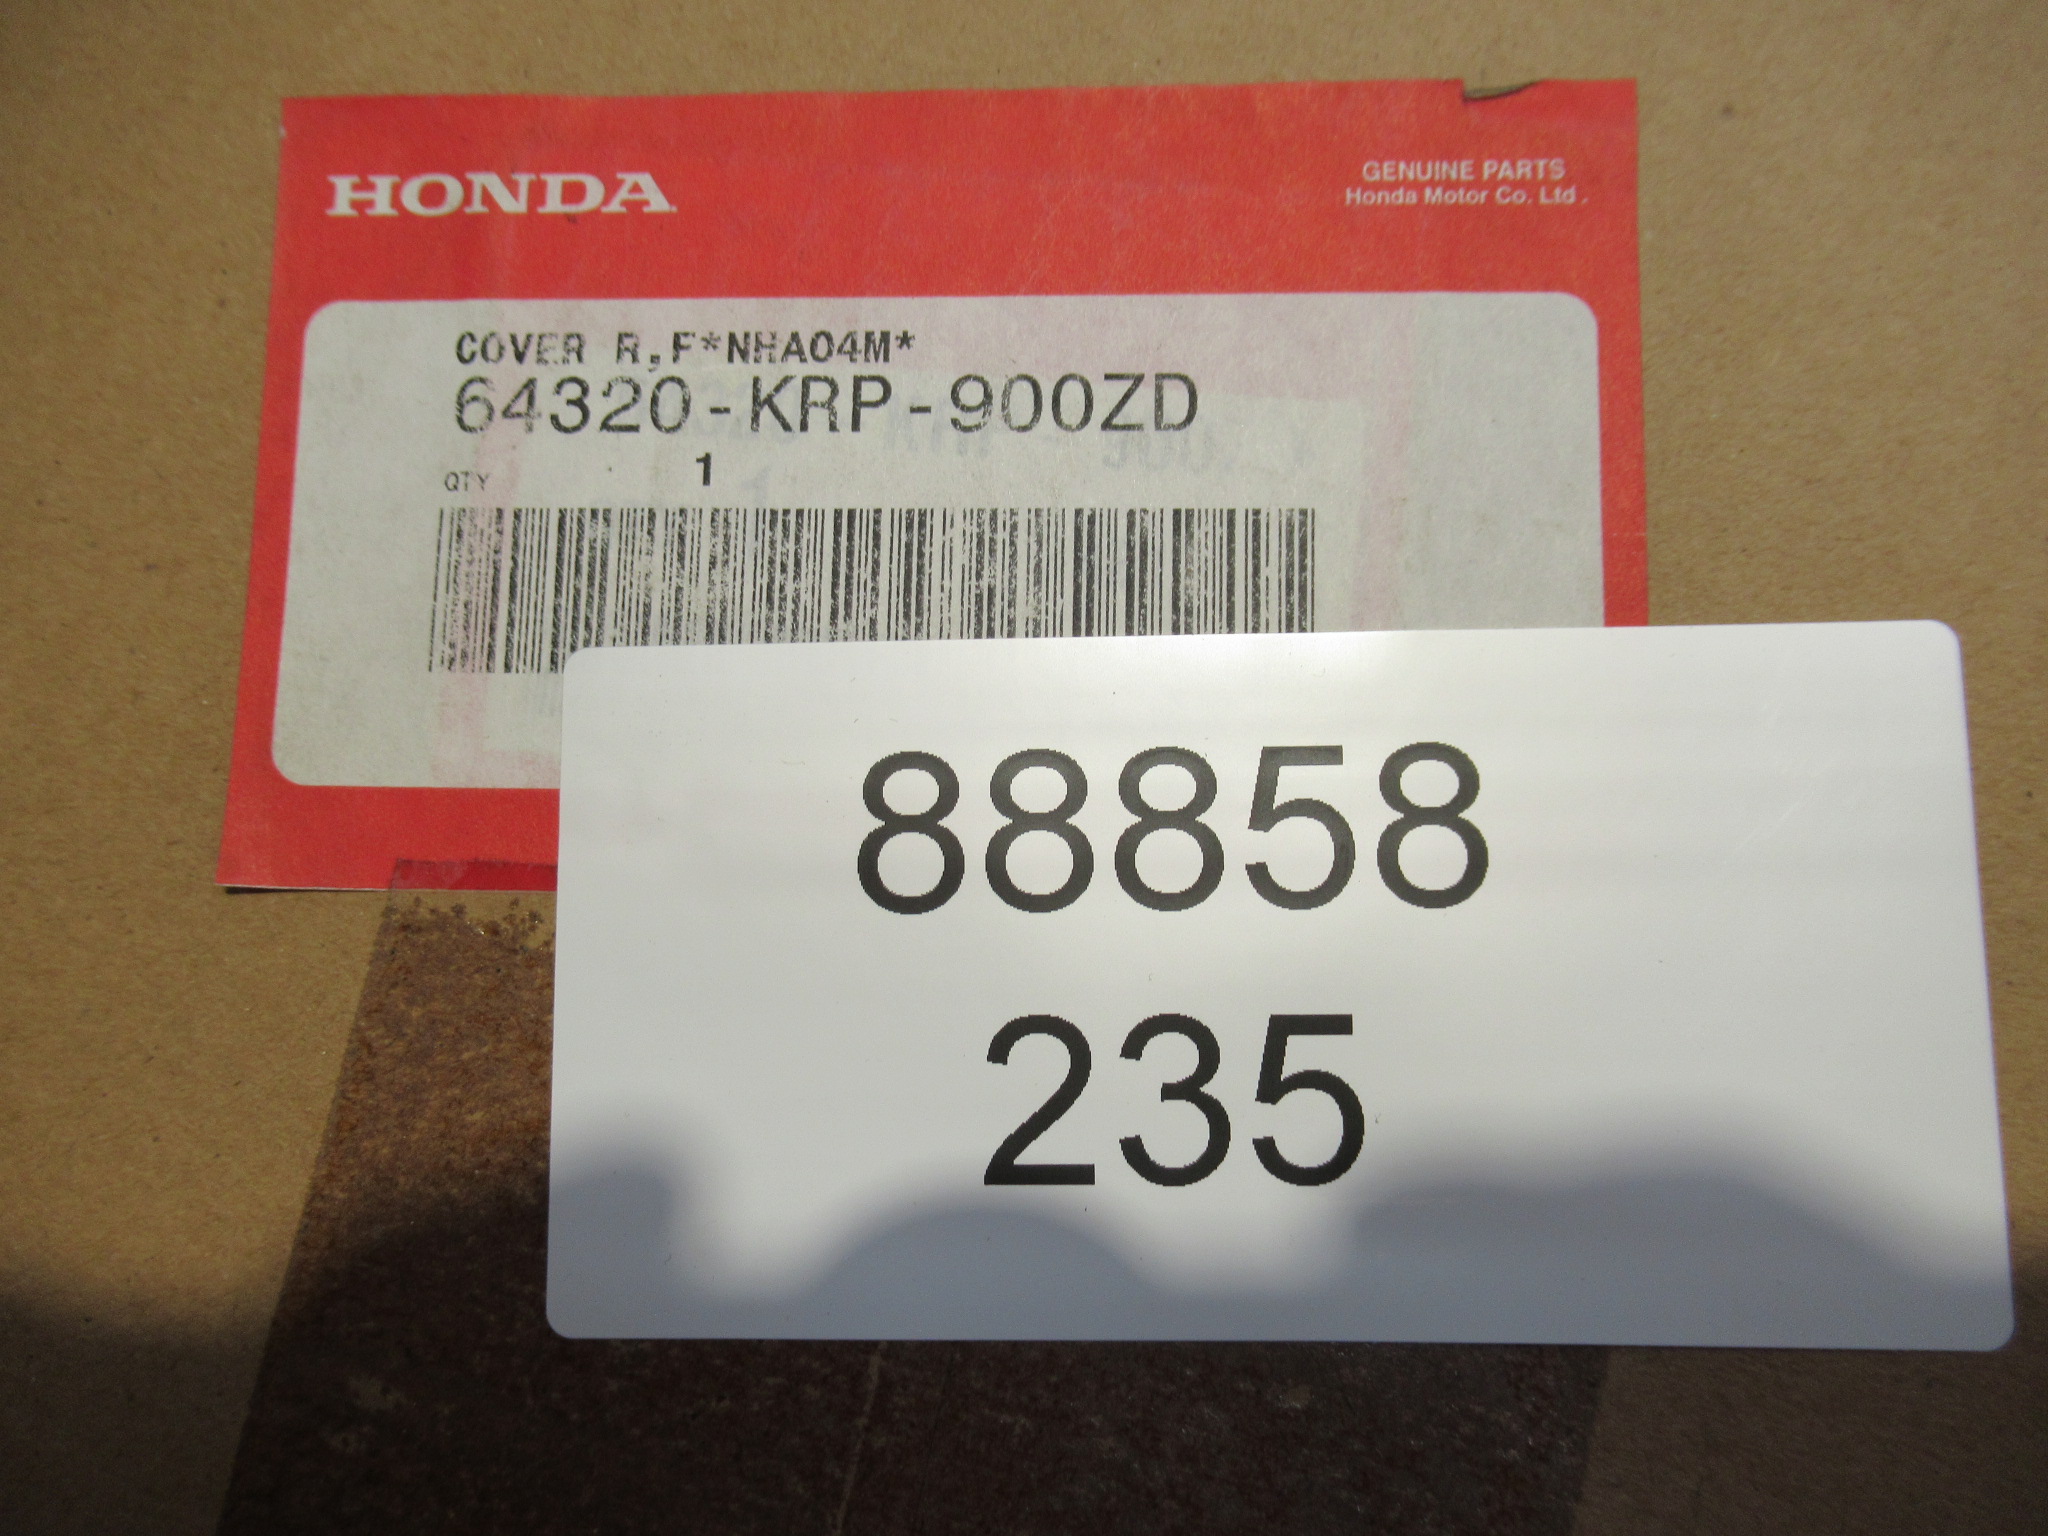 HONDA
GENUINE PARTS
Honda Motor Co. Ltd.
COVER R,F*NHA04M*
64320-KRP-900ZD
QTY 1
88858
235